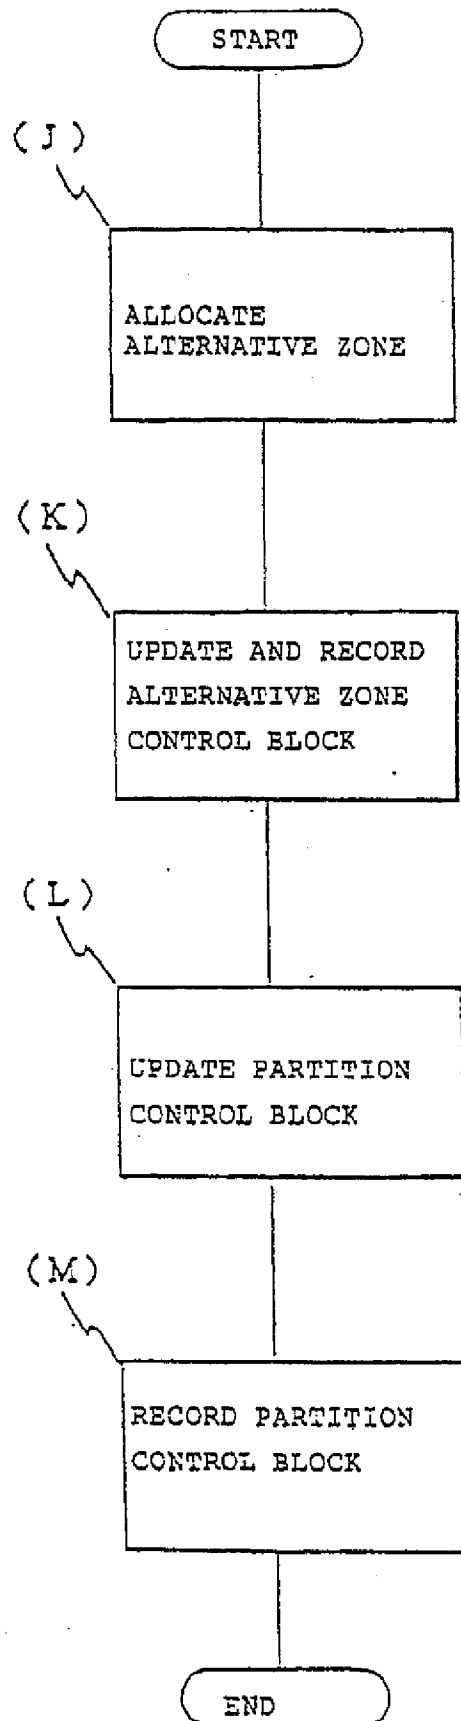 START
(J)
ALLOCATE
ALTERNATIVE ZONE
(K)
UPDATE AND RECORD
ALTERNATIVE ZONE
CONTROL BLOCK
(L)
UPDATE PARTITION
CONTROL BLOCK
(M)
RECORD PARTITION
CONTROL BLOCK
END